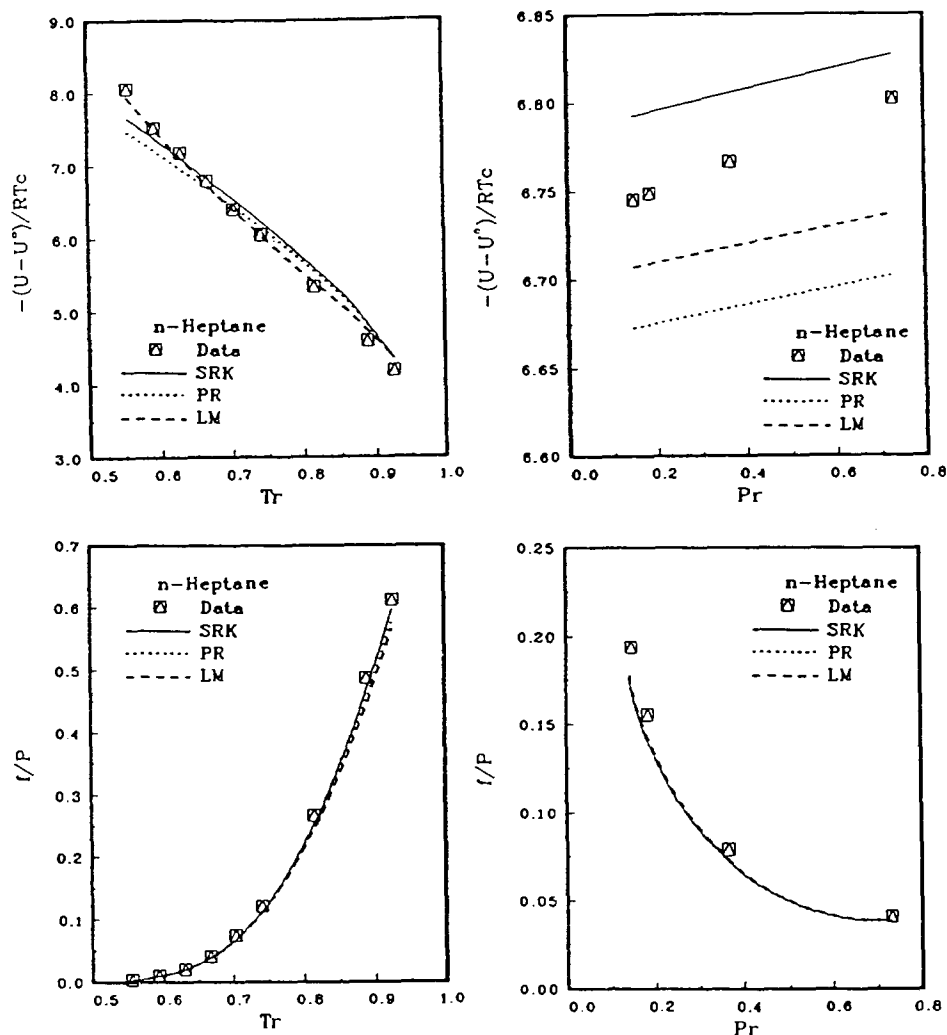 9.0
8.0
7.0
6.0
5.0
4.0
3.0
-(U-U°)/RTc
n-Heptane
Data
SRK
PR
LM
0.5 0.6 0.7 0.8 0.9 1.0
Tr
6.85
6.80
6.75
6.70
6.65
6.60
-(U-U°)/RTc
n-Heptane
Data
SRK
PR
LM
0.0 0.2 0.4 0.6 0.8
Pr
0.7
0.6
0.5
0.4
0.3
0.2
0.1
0.0
f/P
n-Heptane
Data
SRK
PR
LM
0.5 0.6 0.7 0.8 0.9 1.0
Tr
0.25
0.20
0.15
0.10
0.05
0.00
f/P
n-Heptane
Data
SRK
PR
LM
0.0 0.2 0.4 0.6 0.8
Pr